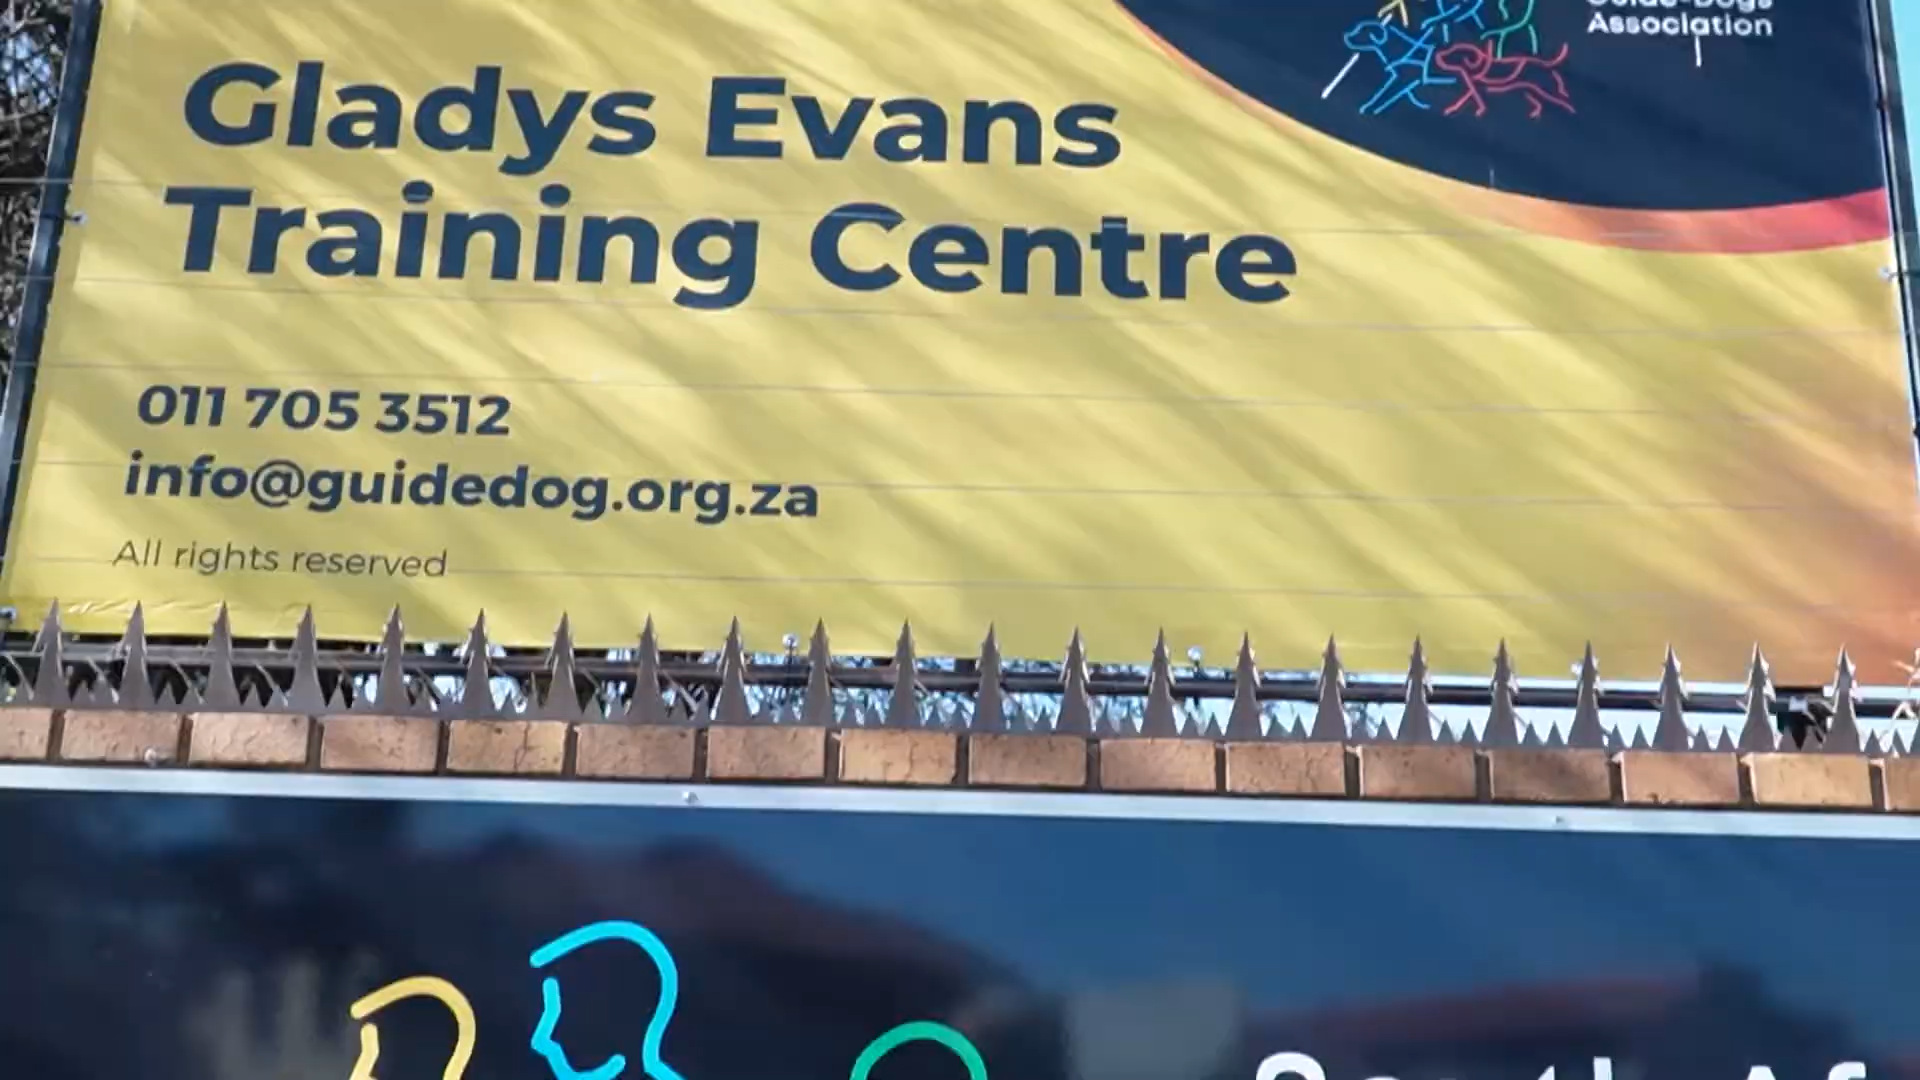 Guide-Dogs
Association
Gladys Evans
Training Centre
011 705 3512
info@guidedog.org.za
All rights reserved